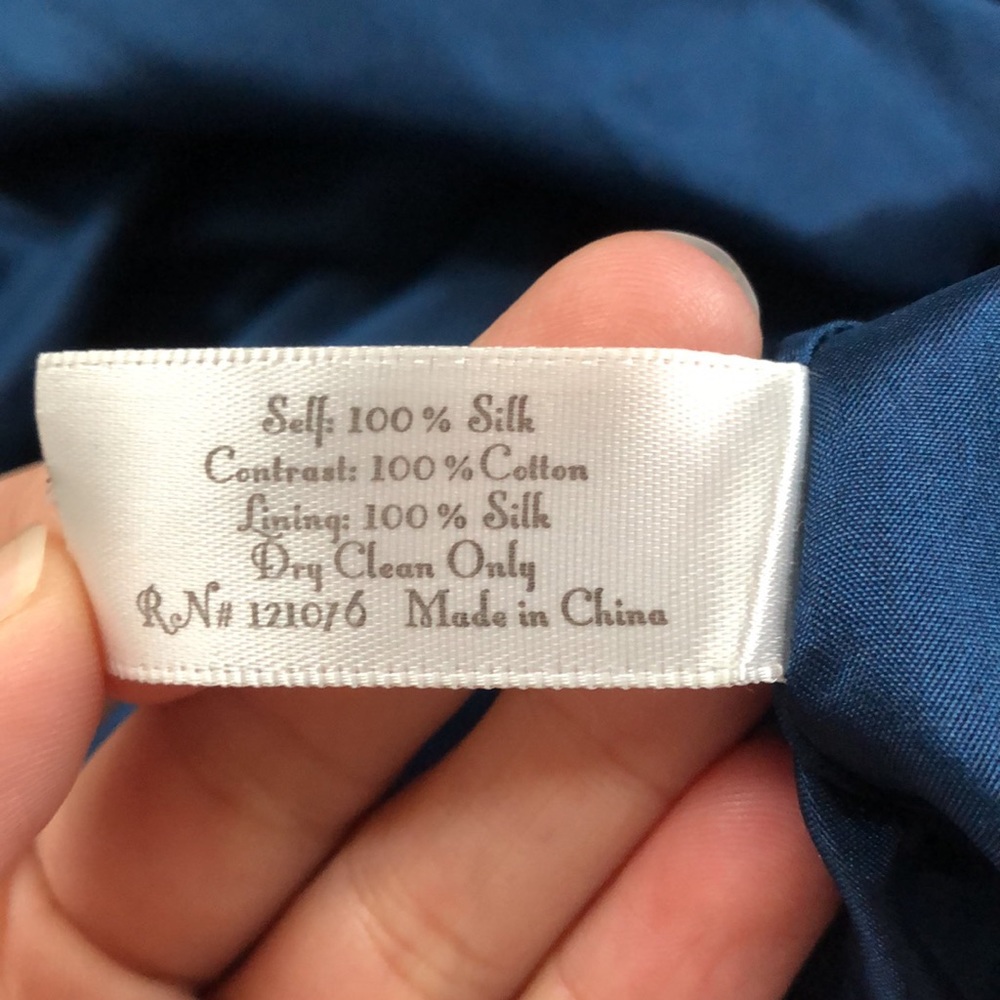 Self: 100% Silk
Contrast: 100% Cotton
Lining: 100% Silk
Dry Clean Only
RN# 121076 Made in China